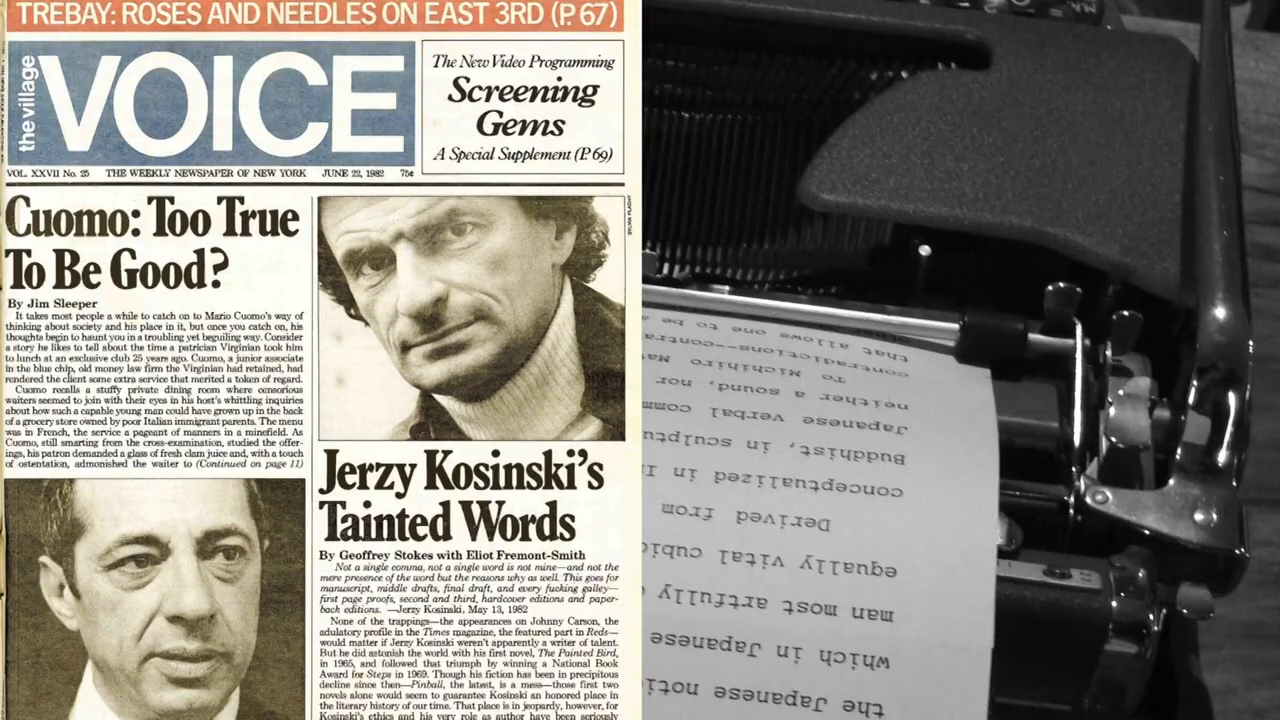 TREBAY: ROSES AND NEEDLES ON EAST 3RD (P. 67)
the village VOICE
The New Video Programming
Screening
Gems
A Special Supplement (P. 69)
VOL. XXVII No. 25 THE WEEKLY NEWSPAPER OF NEW YORK JUNE 22, 1982 75¢
Cuomo: Too True
To Be Good?
By Jim Sleeper
It takes most people a while to catch on to Mario Cuomo's way of
thinking about society and his place in it, but once you catch on, his
thoughts begin to haunt you in a troubling yet beguiling way. Consider
a story he likes to tell about the time a patrician Virginian took him
to lunch at an exclusive club 25 years ago. Cuomo, a junior associate
in the blue chip, old money law firm the Virginian had retained, had
rendered the client some extra service that merited a token of regard.
Cuomo recalls a stuffy private dining room where censorious
waiters seemed to join with their eyes in his host's whittling inquiries
about how such a capable young man could have grown up in the back
of a grocery store owned by poor Italian immigrant parents. The menu
was in French, the service a pageant of manners in a minefield. As
Cuomo, still smarting from the cross-examination, studied the offer-
ings, his patron demanded a glass of fresh clam juice and, with a touch
of ostentation, admonished the waiter to (Continued on page 11)
SYLVIA PLACHY
Jerzy Kosinski's
Tainted Words
By Geoffrey Stokes with Eliot Fremont-Smith
Not a single comma, not a single word is not mine—and not the
mere presence of the word but the reasons why as well. This goes for
manuscript, middle drafts, final draft, and every fucking galley—
first page proofs, second and third, hardcover editions and paper-
back editions. —Jerzy Kosinski, May 13, 1982
None of the trappings—the appearances on Johnny Carson, the
adulatory profile in the Times magazine, the featured part in Reds—
would matter if Jerzy Kosinski weren't apparently a writer of talent.
But he did astonish the world with his first novel, The Painted Bird,
in 1965, and followed that triumph by winning a National Book
Award for Steps in 1969. Though his fiction has been in precipitous
decline since then—Pinball, the latest, is a mess—those first two
novels alone would seem to guarantee Kosinski an honored place in
the literary history of our time. That place is in jeopardy, however, for
Kosinski's ethics and his very role as author have been seriously
the Japanese noti
which in Japanese
man most artfully
equally vital cubic
Derived from
conceptualized in
Buddhist, in sculptu
Japanese verbal comm
neither a sound, nor
To Michihiro Ma
contradictions--contra
that allows one to be